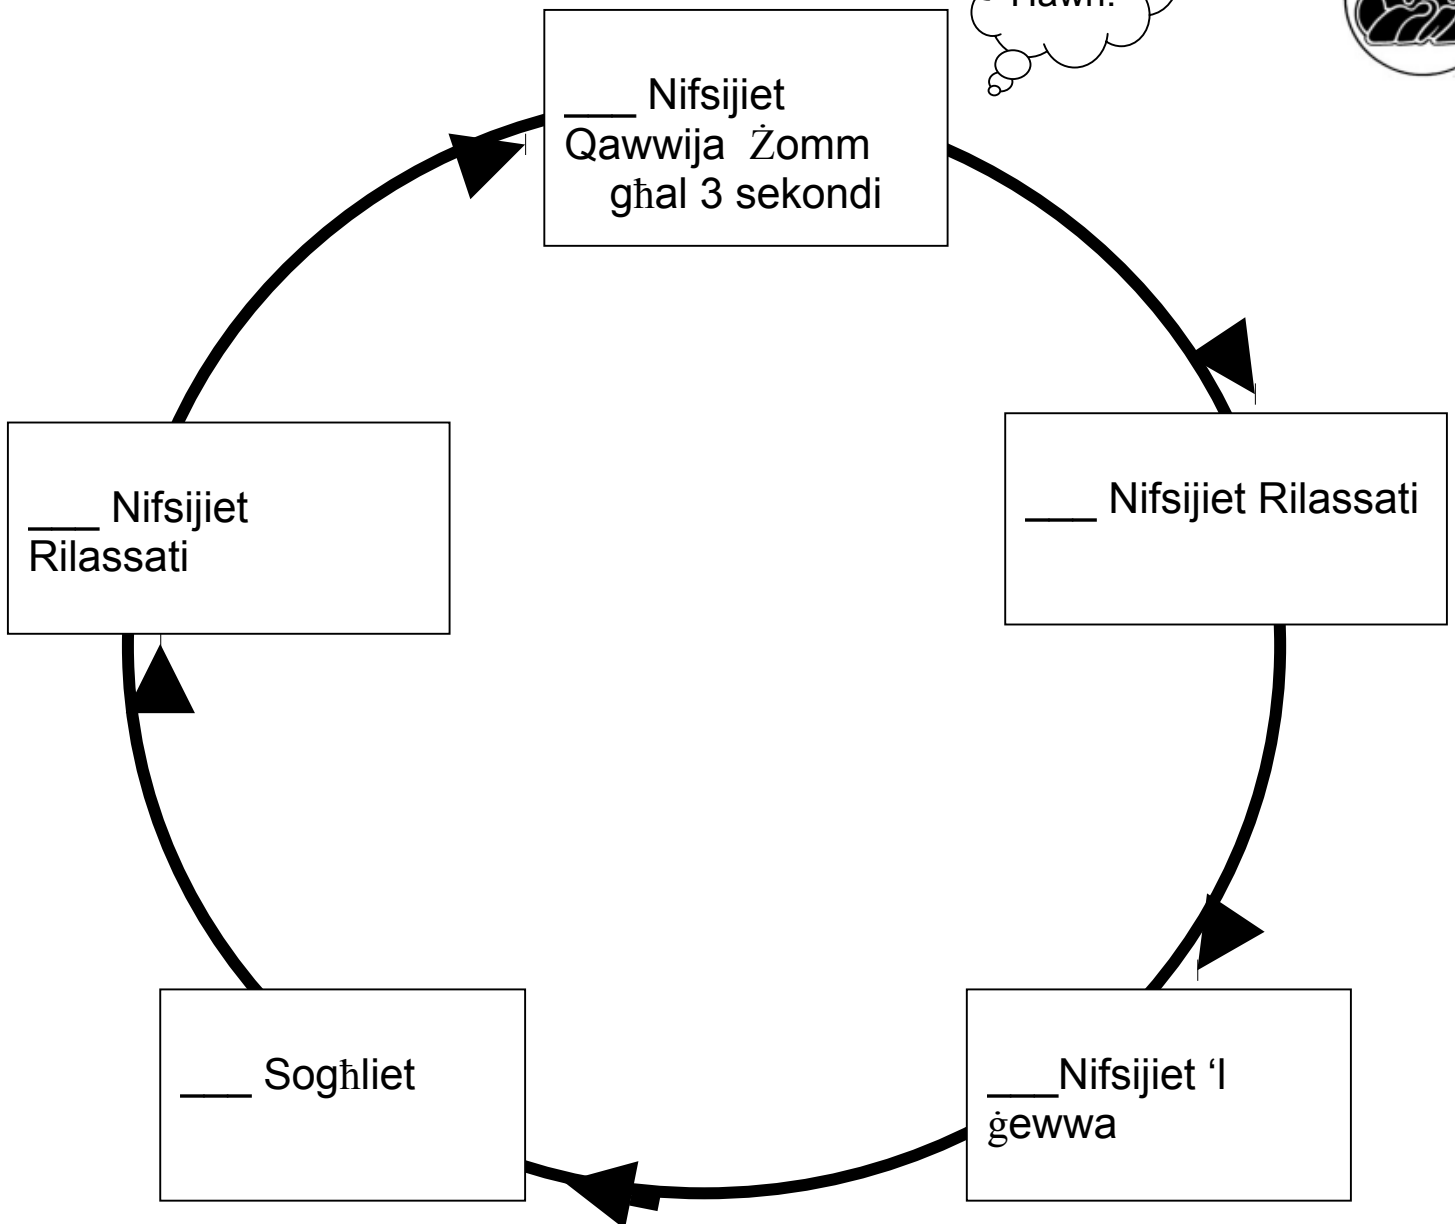 Hawn!
___ Nifsijiet
Qawwija Żomm
għal 3 sekondi
___ Nifsijiet Rilassati
___Nifsijiet ‘l
ġewwa
___ Sogħliet
___ Nifsijiet
Rilassati